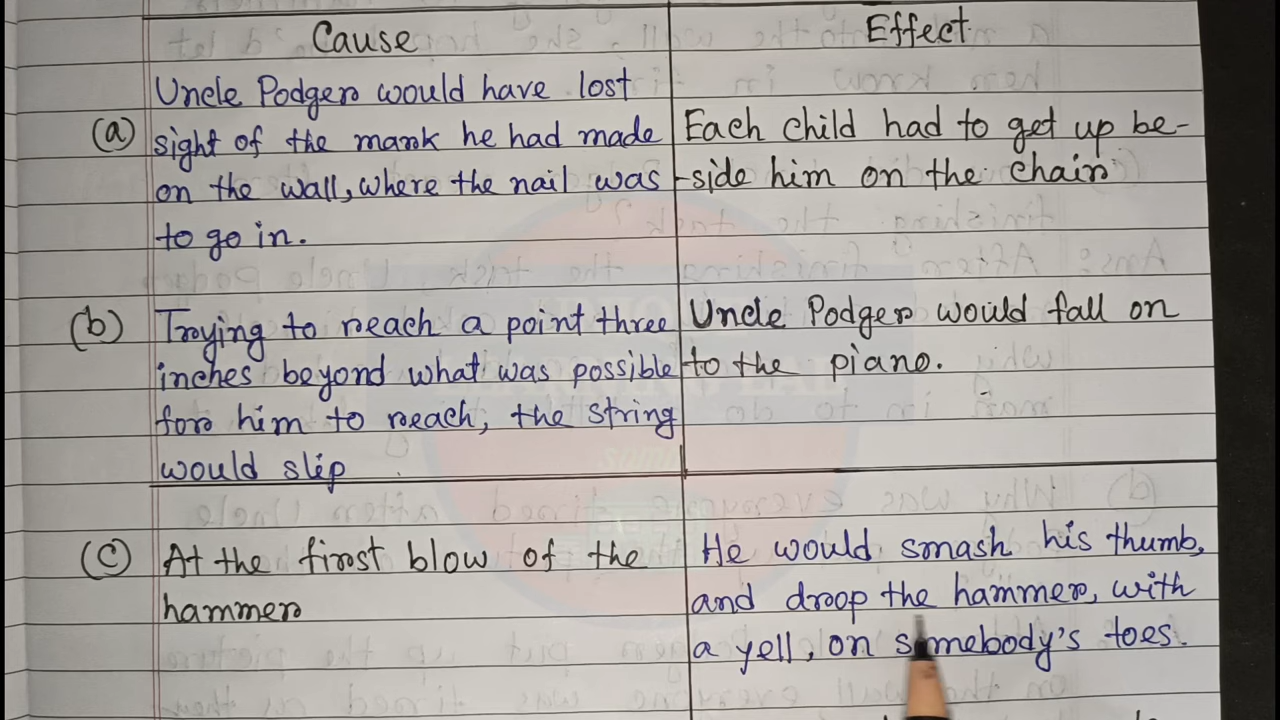 Cause
Effect
Uncle Podger would have lost
(a) sight of the mark he had made
on the wall, where the nail was
to go in.
Each child had to get up be-
-side him on the chair
(b) Trying to reach a point three
inches beyond what was possible
for him to reach, the string
would slip
Uncle Podger would fall on
to the piano.
(c) At the first blow of the
hammer
He would smash his thumb,
and drop the hammer, with
a yell, on somebody's toes.